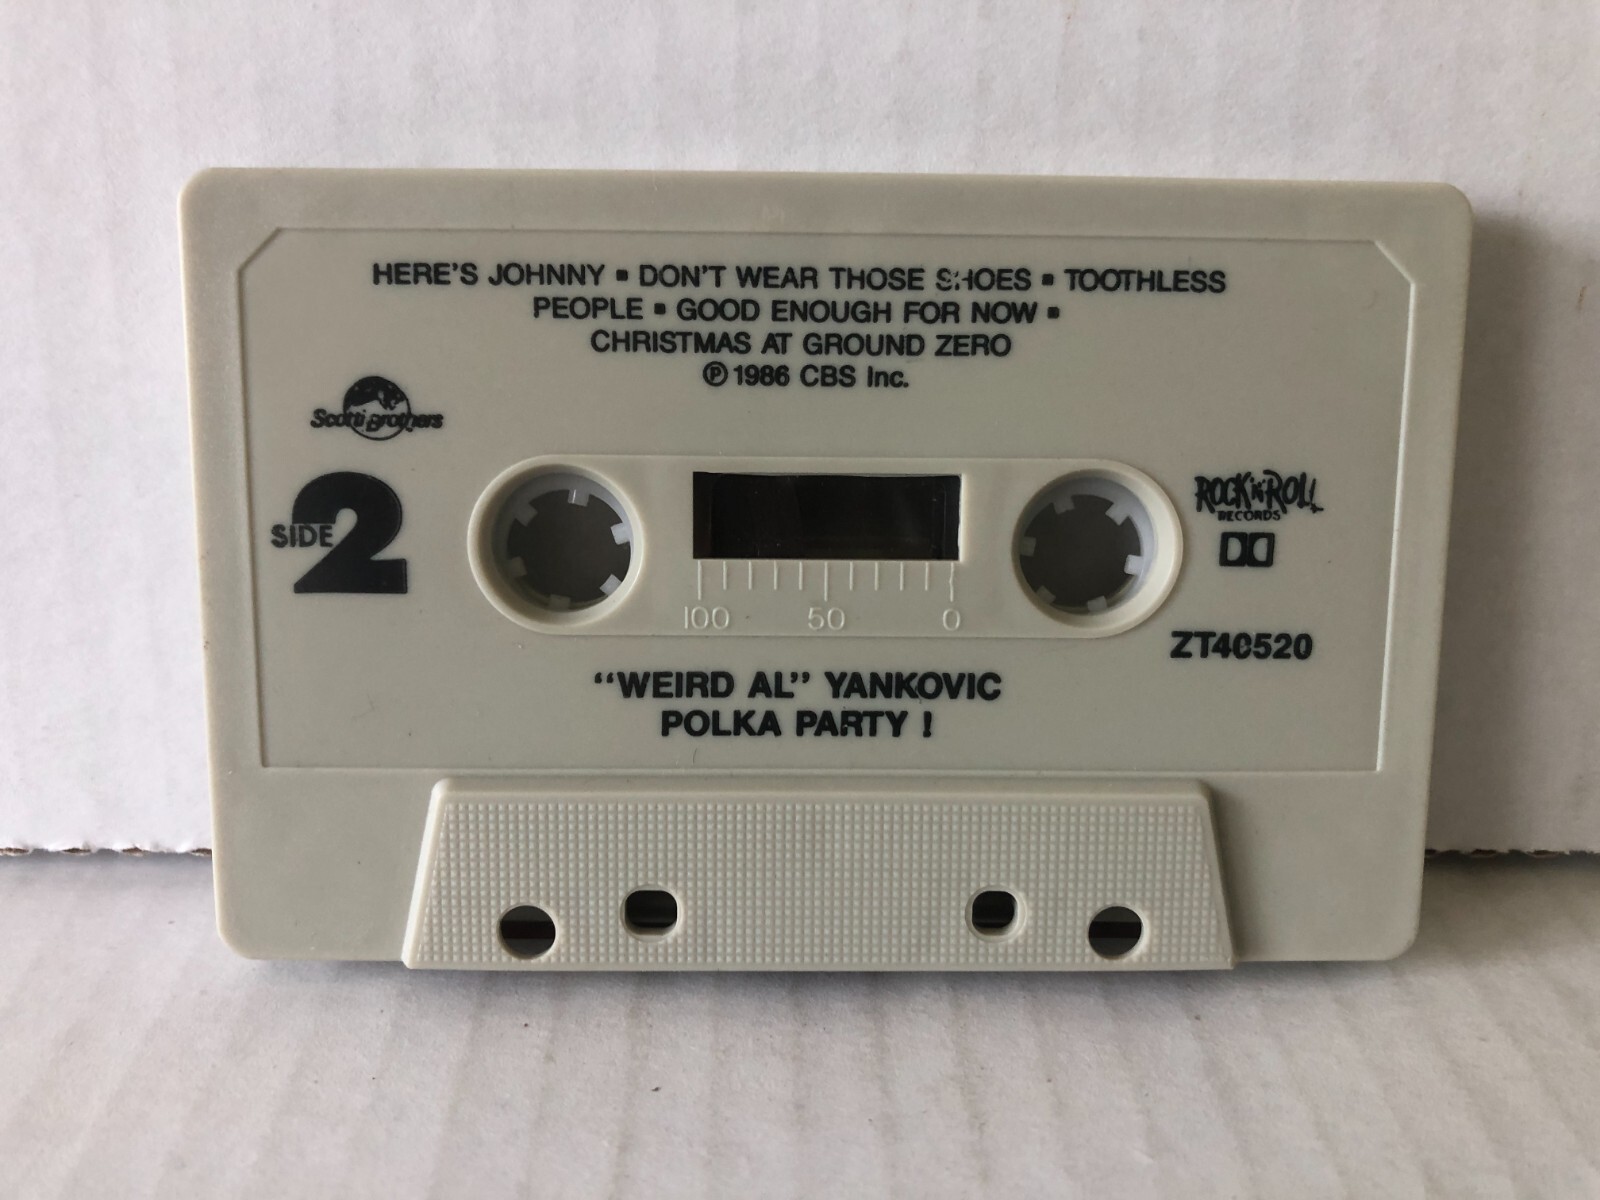 HERE'S JOHNNY ▪ DON'T WEAR THOSE SHOES ▪ TOOTHLESS
PEOPLE ▪ GOOD ENOUGH FOR NOW ▪
CHRISTMAS AT GROUND ZERO
Ⓟ 1986 CBS Inc.
Scotti Brothers
SIDE 2
ROCK 'N' ROLL
RECORDS
100 50 0
ZT40520
“WEIRD AL” YANKOVIC
POLKA PARTY !